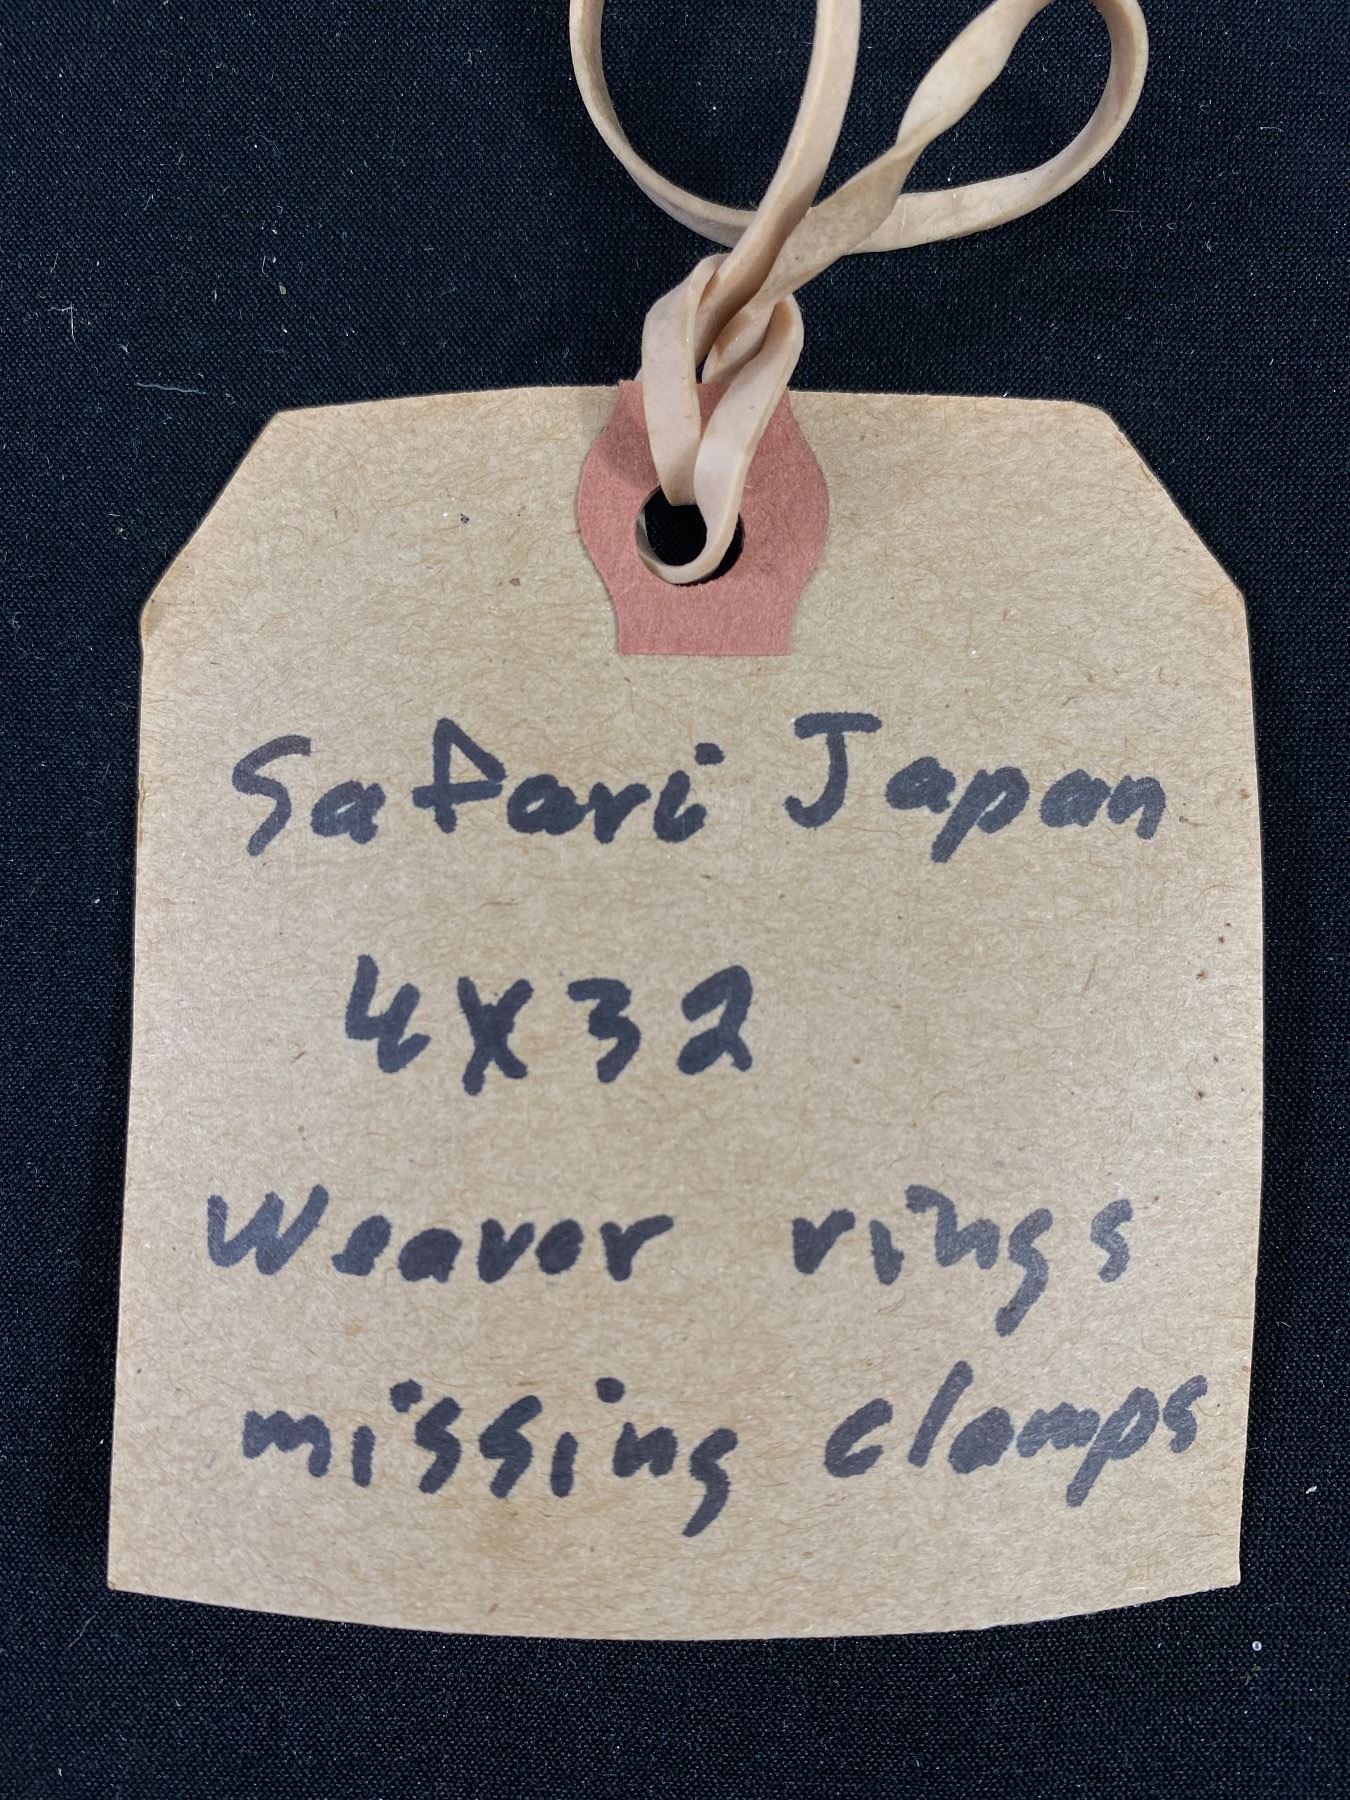 Safari Japan
4X32
Weaver rings
missing clamps